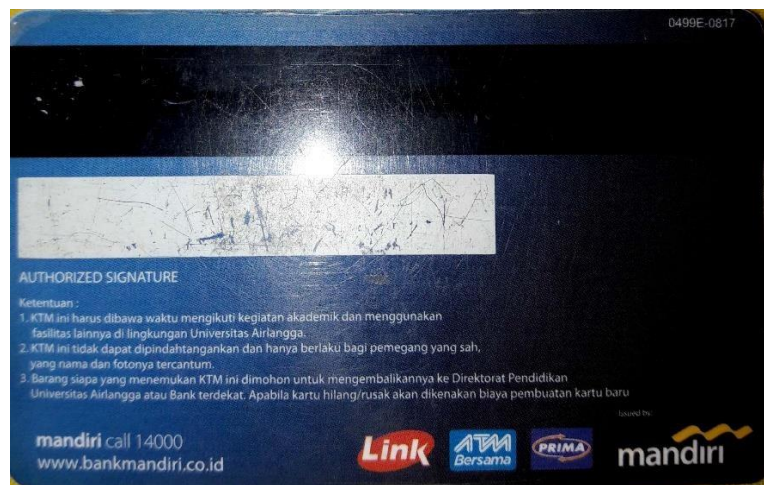 0499E-0817
AUTHORIZED SIGNATURE
Ketentuan :
1. KTM ini harus dibawa waktu mengikuti kegiatan akademik dan menggunakan
fasilitas lainnya di lingkungan Universitas Airlangga.
2. KTM ini tidak dapat dipindahtangankan dan hanya berlaku bagi pemegang yang sah,
yang nama dan fotonya tercantum.
3. Barang siapa yang menemukan KTM ini dimohon untuk mengembalikannya ke Direktorat Pendidikan
Universitas Airlangga atau Bank terdekat. Apabila kartu hilang/rusak akan dikenakan biaya pembuatan kartu baru
Issued by:
mandiri call 14000
www.bankmandiri.co.id
Link
ATM
Bersama
PRIMA
mandiri